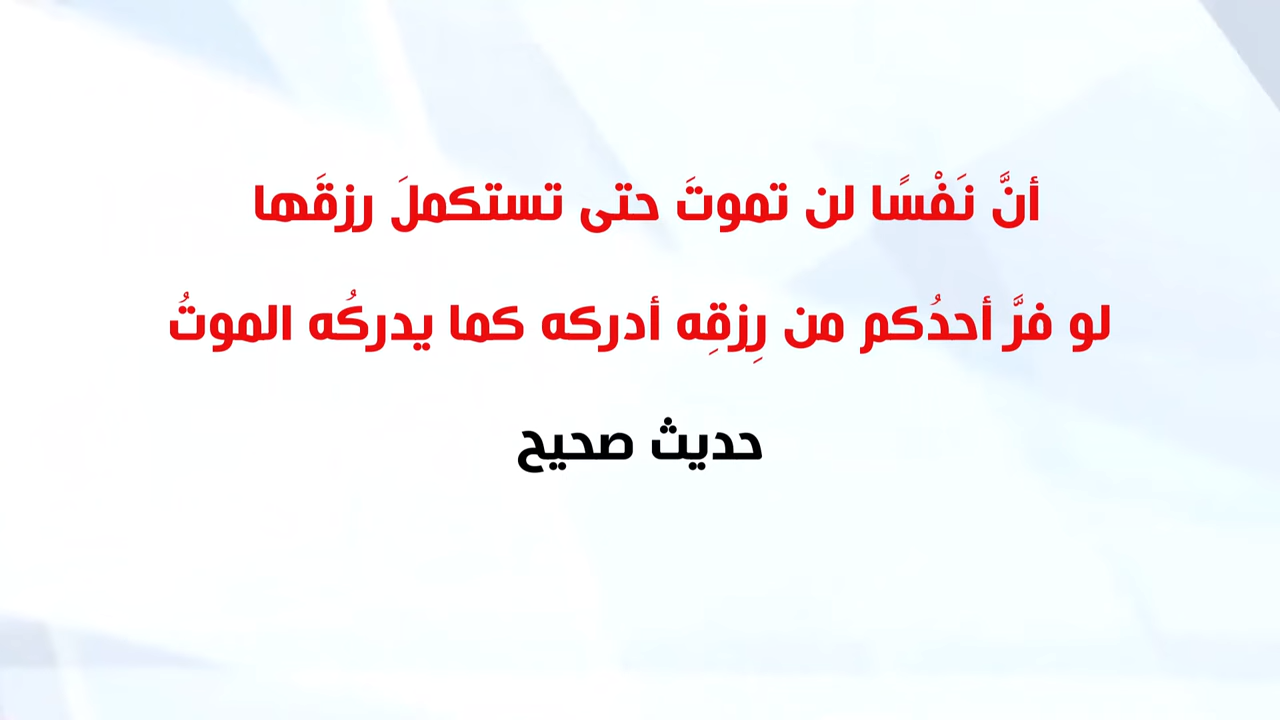 أنَّ نَفْسًا لن تموتَ حتى تستكملَ رزقَها
لو فرَّ أحدُكم من رِزقِه أدركه كما يدركُه الموتُ
حديث صحيح